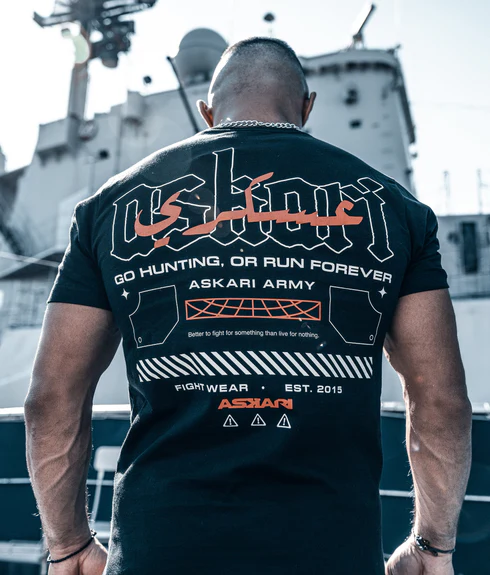 askari
عسكري
GO HUNTING, OR RUN FOREVER
ASKARI ARMY
Better to fight for something than live for nothing.
FIGHTWEAR • EST. 2015
ASKARI